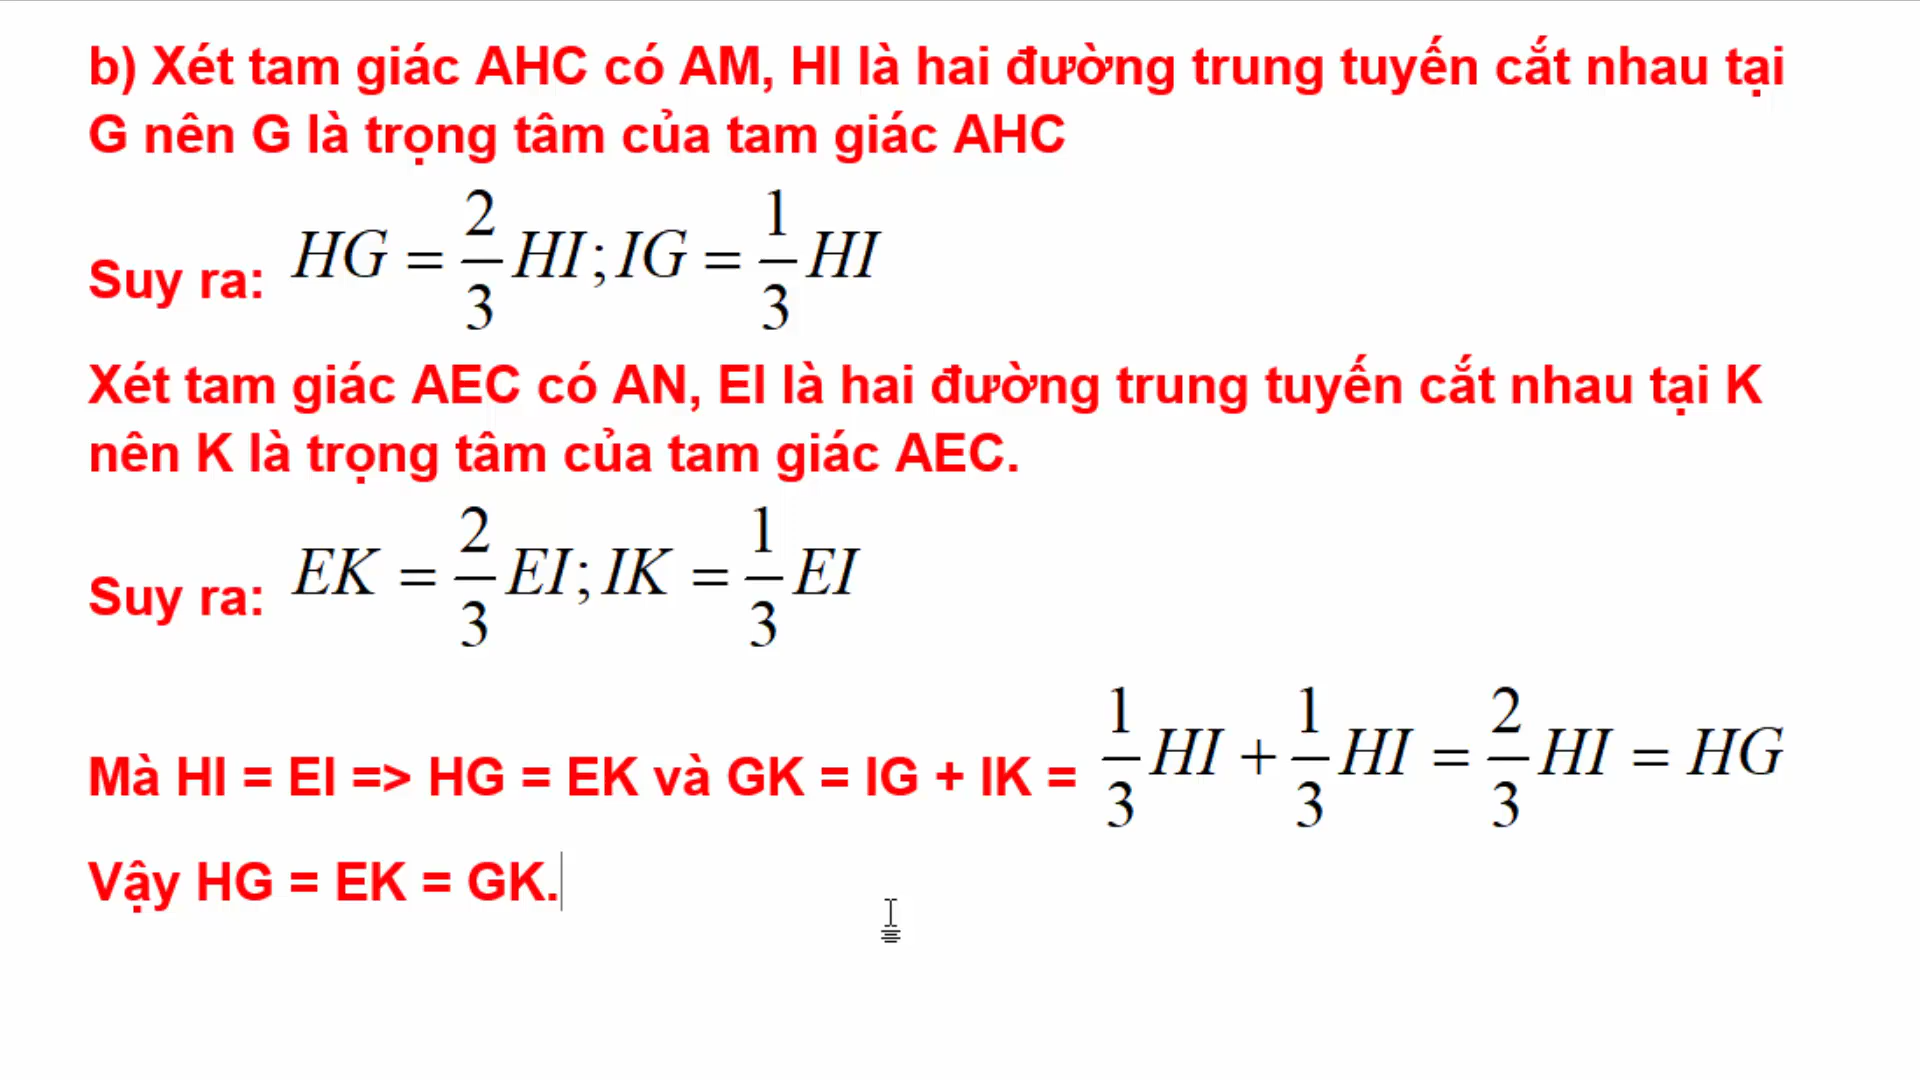 b) Xét tam giác AHC có AM, HI là hai đường trung tuyến cắt nhau tại
G nên G là trọng tâm của tam giác AHC
Suy ra: HG = 2/3 HI; IG = 1/3 HI
Xét tam giác AEC có AN, EI là hai đường trung tuyến cắt nhau tại K
nên K là trọng tâm của tam giác AEC.
Suy ra: EK = 2/3 EI; IK = 1/3 EI
Mà HI = EI => HG = EK và GK = IG + IK = 1/3 HI + 1/3 HI = 2/3 HI = HG
Vậy HG = EK = GK.